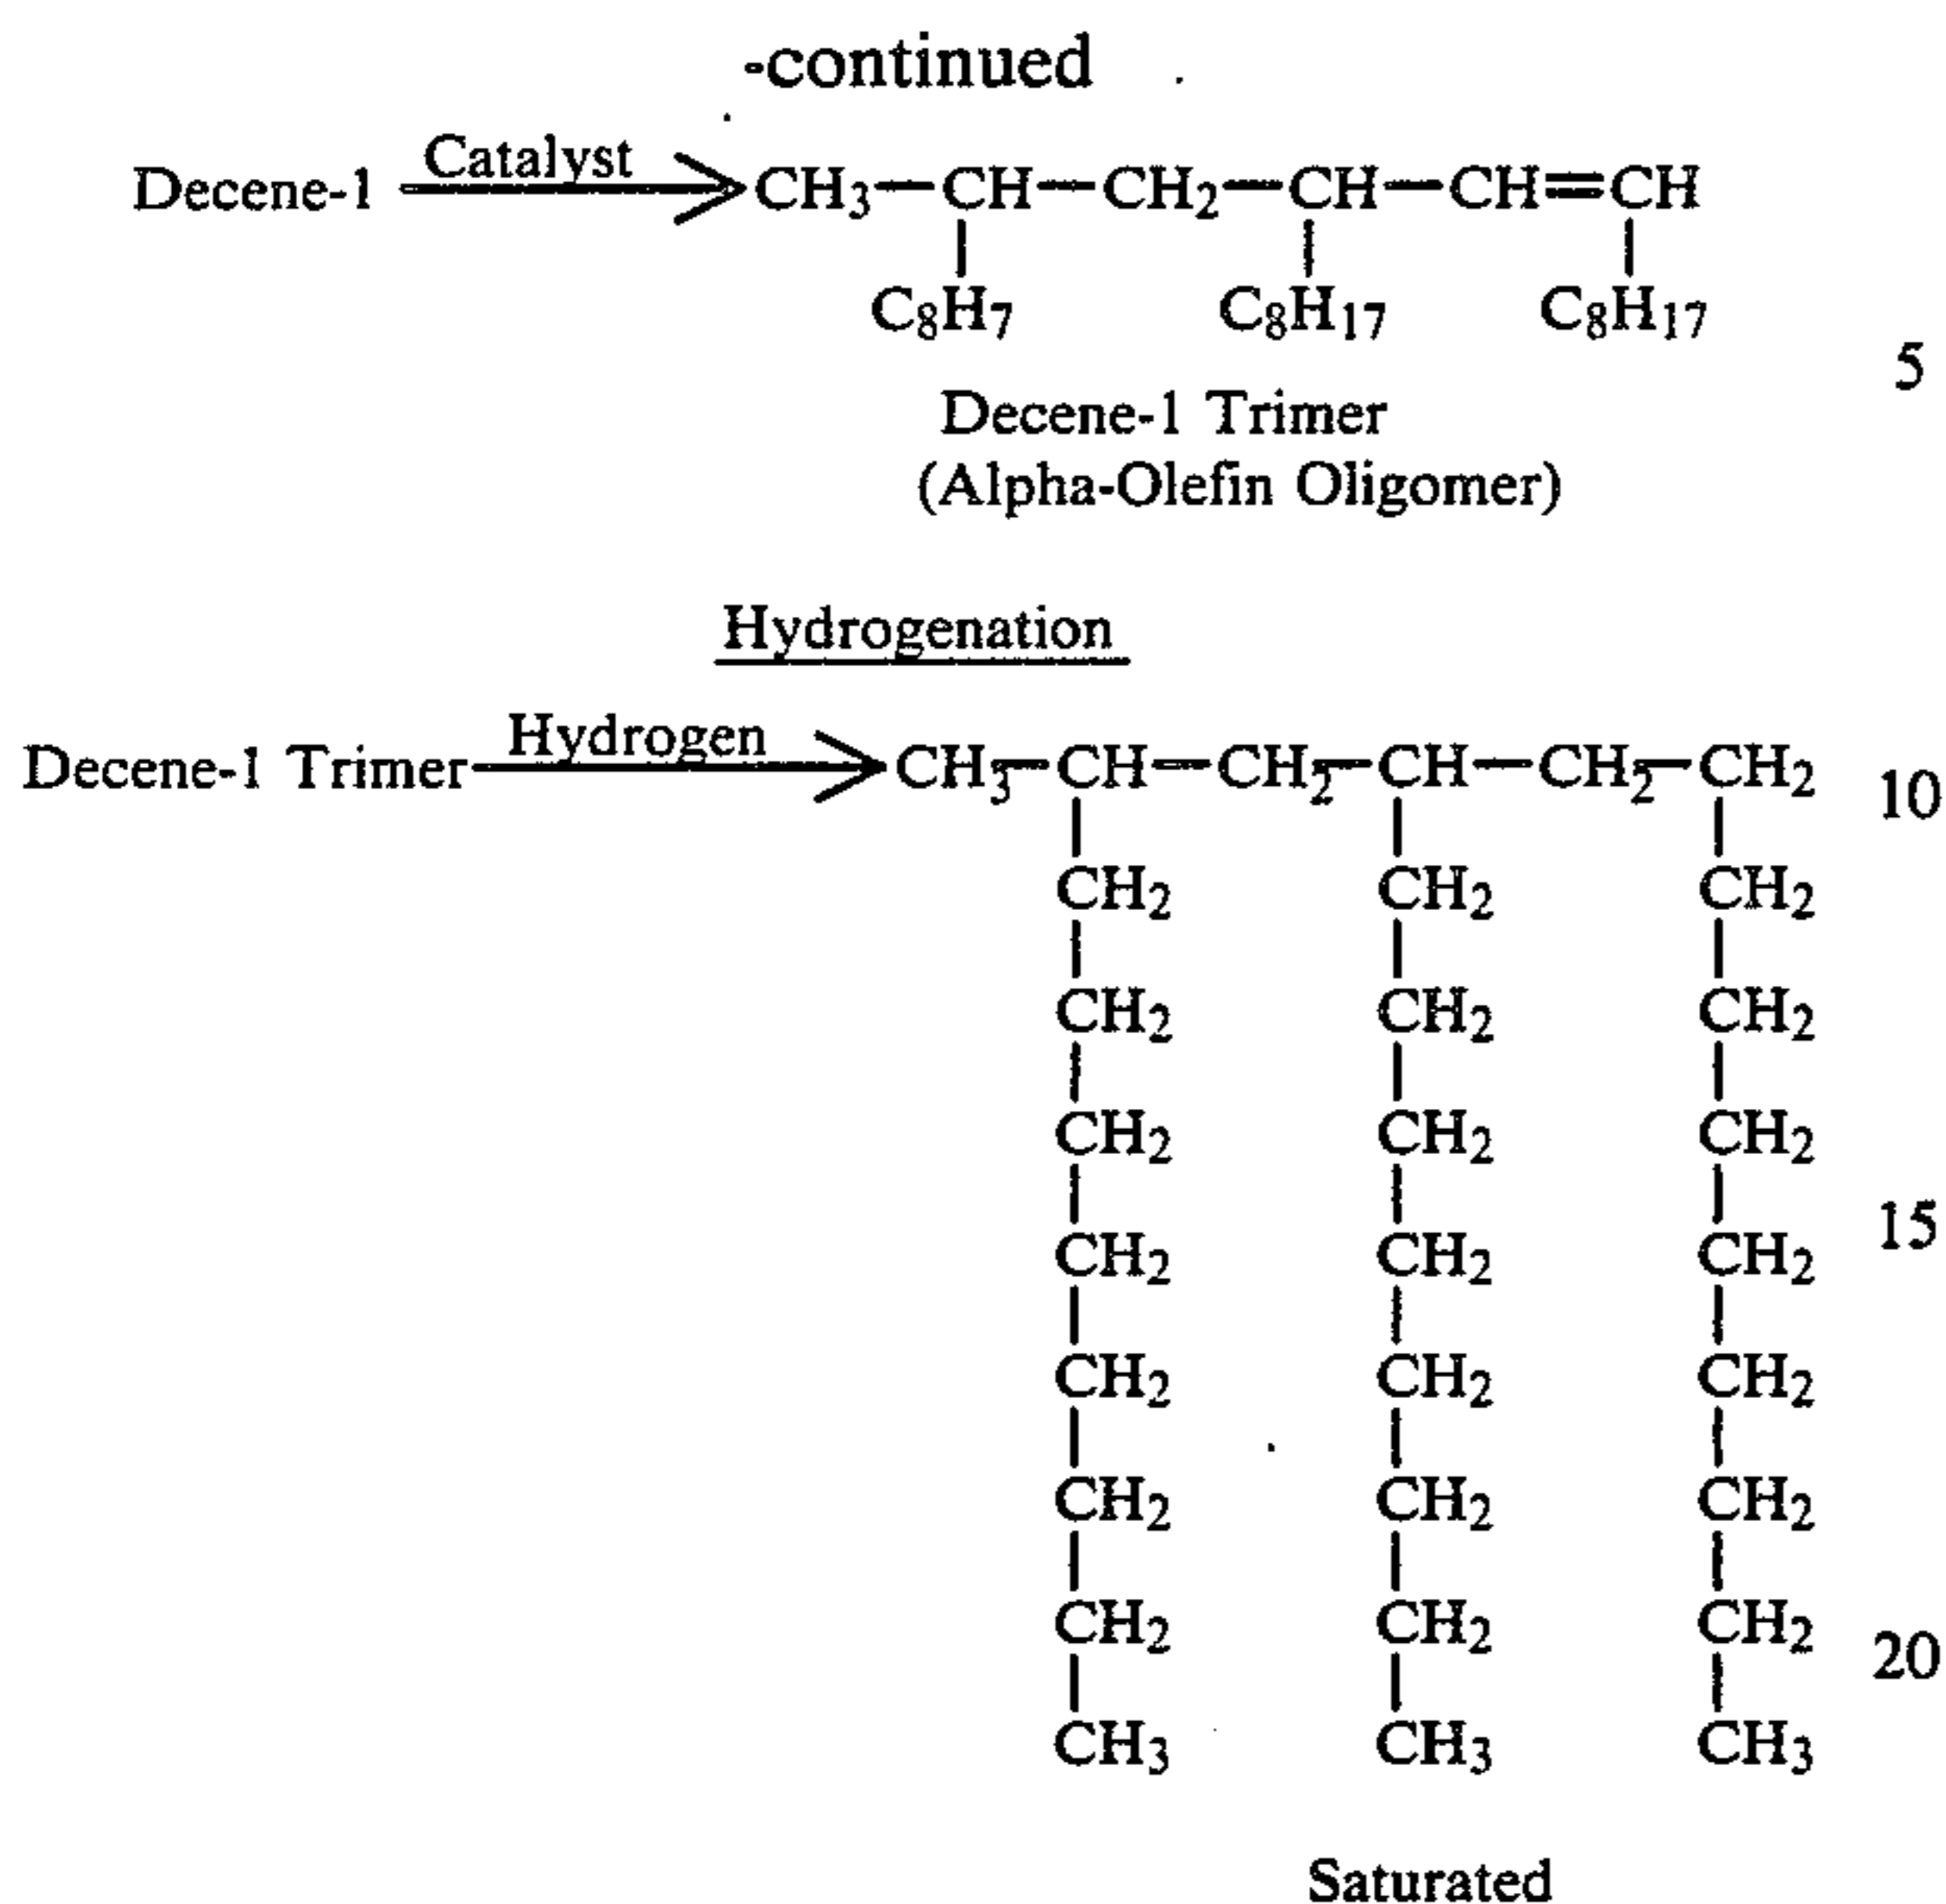 -continued
Catalyst
Decene-1 CH₃—CH—CH₂—CH—CH=CH
C₈H₇ C₈H₁₇ C₈H₁₇
5
Decene-1 Trimer
(Alpha-Olefin Oligomer)
Hydrogenation
Hydrogen
Decene-1 Trimer CH₃—CH—CH₂—CH—CH₂—CH₂
10
CH₂ CH₂ CH₂
CH₂ CH₂ CH₂
CH₂ CH₂ CH₂
15
CH₂ CH₂ CH₂
CH₂ CH₂ CH₂
CH₂ CH₂ CH₂
CH₂ CH₂ CH₂
20
CH₃ CH₃ CH₃
Saturated